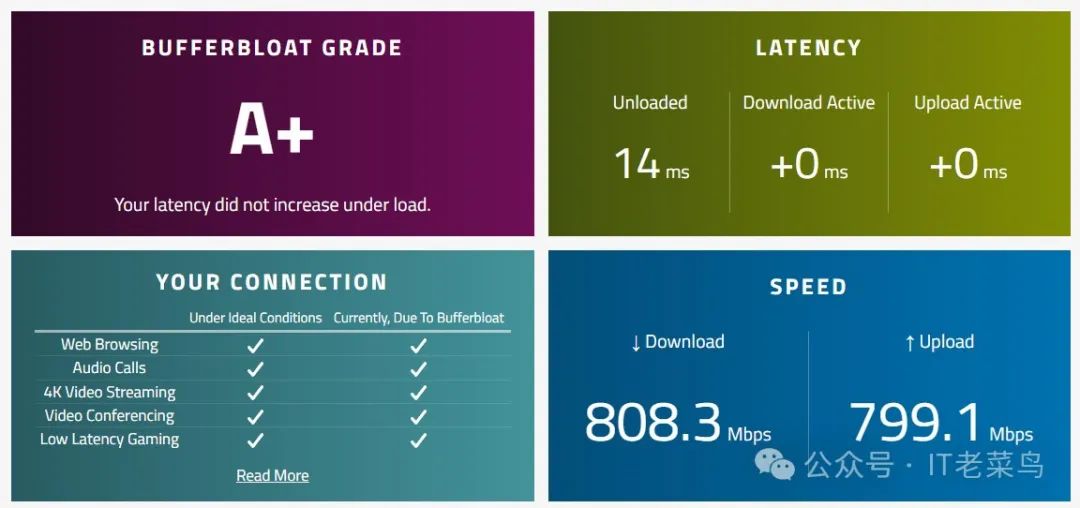 BUFFERBLOAT GRADE
A+
Your latency did not increase under load.
LATENCY
Unloaded Download Active Upload Active
14 ms +0 ms +0 ms
YOUR CONNECTION
Under Ideal Conditions Currently, Due To Bufferbloat
Web Browsing ✓ ✓
Audio Calls ✓ ✓
4K Video Streaming ✓ ✓
Video Conferencing ✓ ✓
Low Latency Gaming ✓ ✓
Read More
SPEED
↓ Download ↑ Upload
808.3 Mbps 799.1 Mbps
公众号 · IT老菜鸟